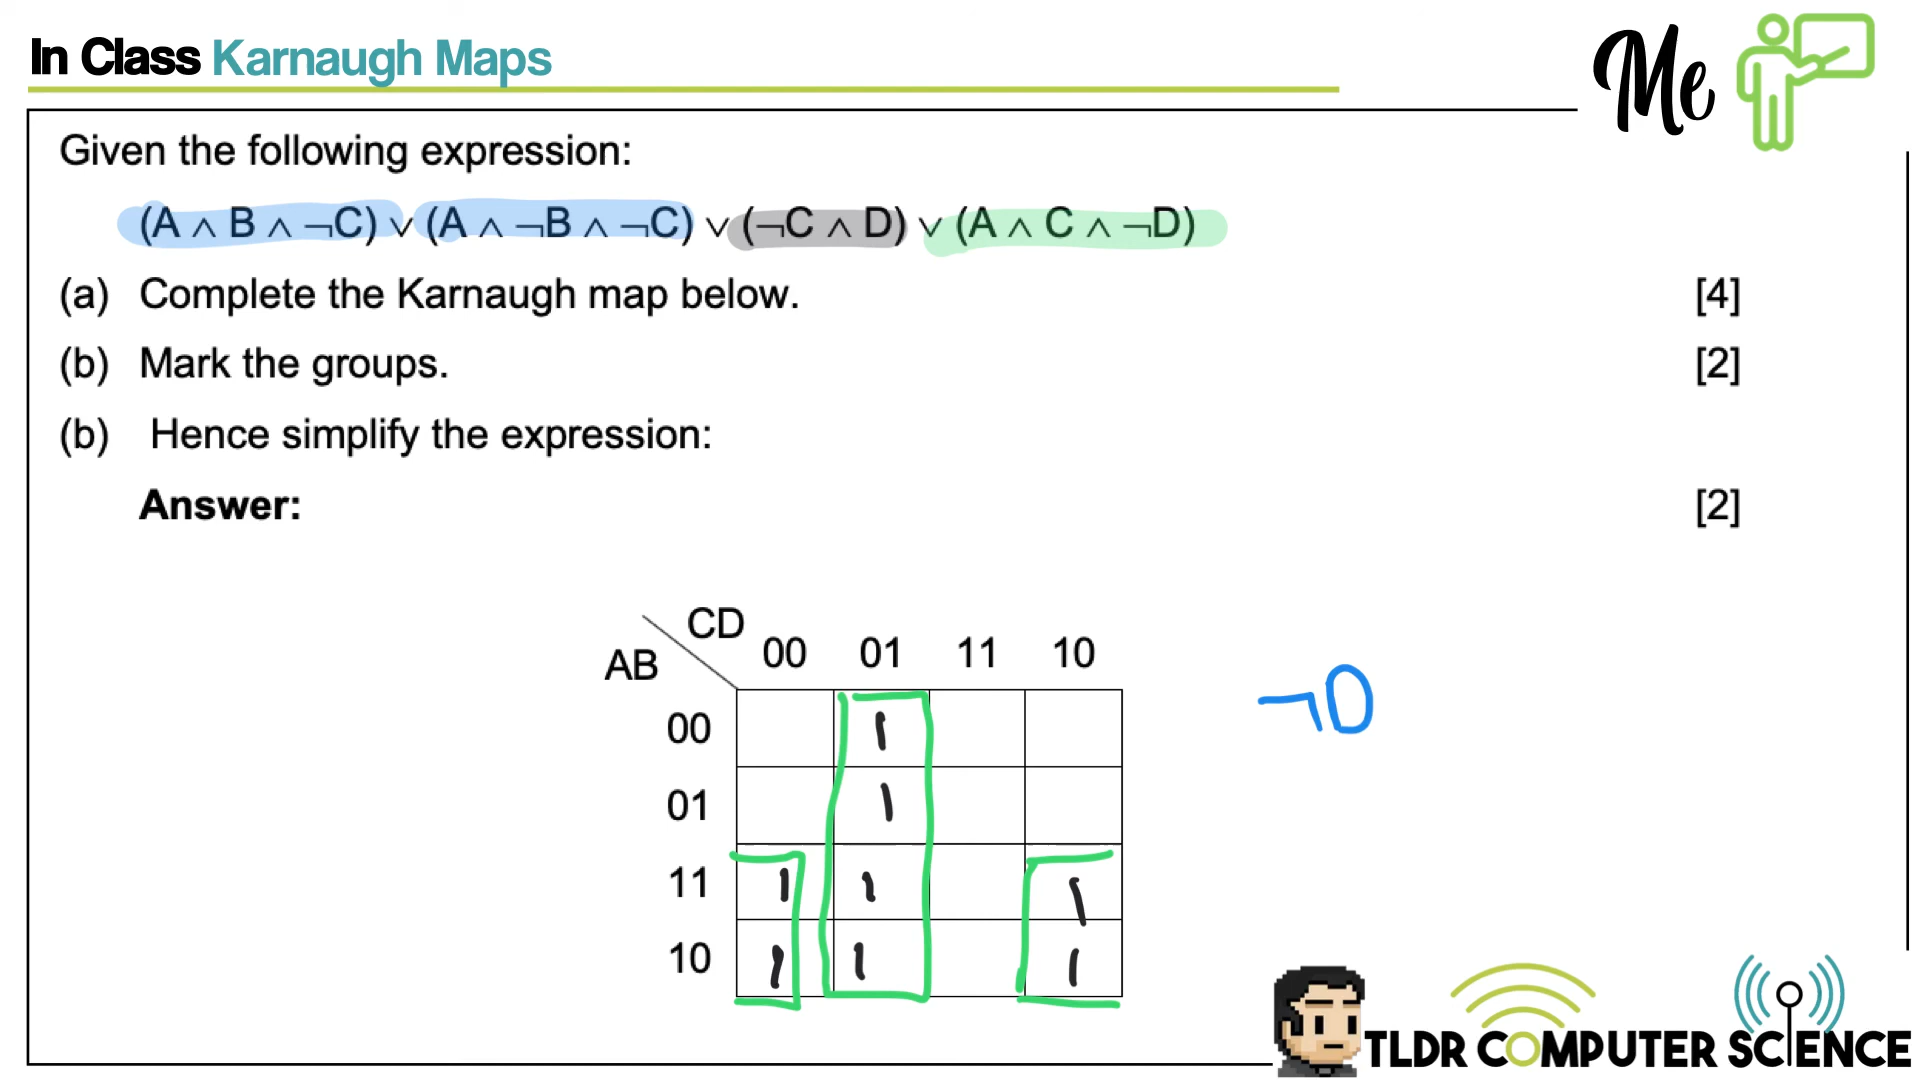 In Class Karnaugh Maps
Me
Given the following expression:
(A ∧ B ∧ ¬C) ∨ (A ∧ ¬B ∧ ¬C) ∨ (¬C ∧ D) ∨ (A ∧ C ∧ ¬D)
(a) Complete the Karnaugh map below. [4]
(b) Mark the groups. [2]
(b) Hence simplify the expression:
Answer: [2]
CD
AB 00 01 11 10
¬D
00 1
01 1
11 1 1 1
10 1 1 1
TLDR COMPUTER SCIENCE